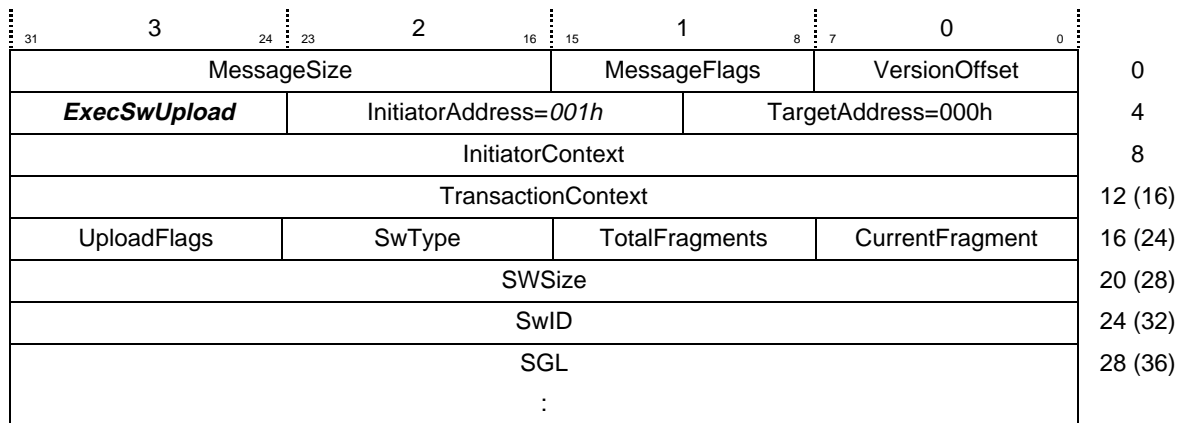 3 2 1 0
31 24 23 16 15 8 7 0
MessageSize MessageFlags VersionOffset 0
ExecSwUpload InitiatorAddress=001h TargetAddress=000h 4
InitiatorContext 8
TransactionContext 12 (16)
UploadFlags SwType TotalFragments CurrentFragment 16 (24)
SWSize 20 (28)
SwID 24 (32)
SGL 28 (36)
: